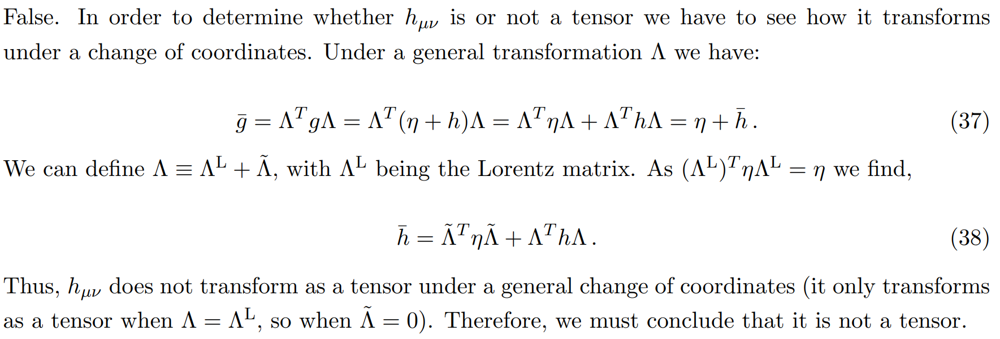 False. In order to determine whether $h_{\mu\nu}$ is or not a tensor we have to see how it transforms
under a change of coordinates. Under a general transformation $\Lambda$ we have:
$\bar{g} = \Lambda^T g \Lambda = \Lambda^T (\eta + h) \Lambda = \Lambda^T \eta \Lambda + \Lambda^T h \Lambda = \eta + \bar{h}\,.$ (37)
We can define $\Lambda \equiv \Lambda^{\mathrm{L}} + \tilde{\Lambda}$, with $\Lambda^{\mathrm{L}}$ being the Lorentz matrix. As $(\Lambda^{\mathrm{L}})^T \eta \Lambda^{\mathrm{L}} = \eta$ we find,
$\bar{h} = \tilde{\Lambda}^T \eta \tilde{\Lambda} + \Lambda^T h \Lambda\,.$ (38)
Thus, $h_{\mu\nu}$ does not transform as a tensor under a general change of coordinates (it only transforms
as a tensor when $\Lambda = \Lambda^{\mathrm{L}}$, so when $\tilde{\Lambda} = 0$). Therefore, we must conclude that it is not a tensor.